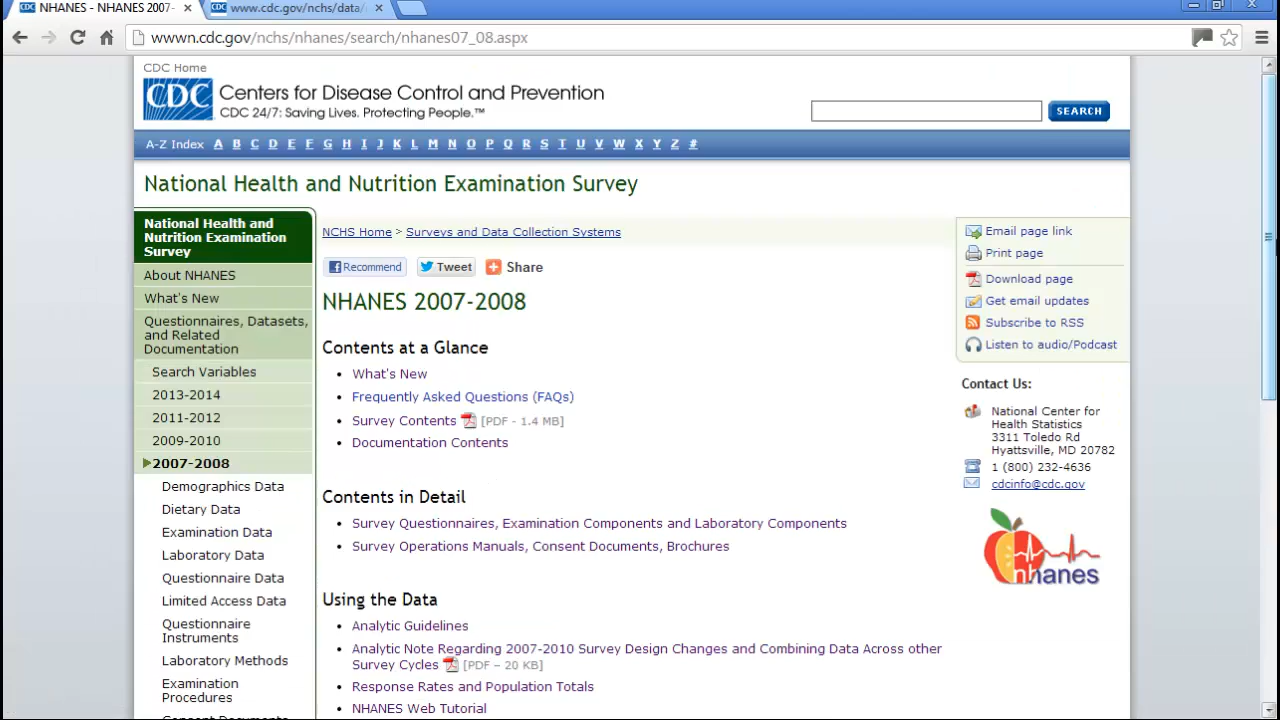 NHANES - NHANES 2007-
www.cdc.gov/nchs/data/
wwwn.cdc.gov/nchs/nhanes/search/nhanes07_08.aspx
CDC Home
CDC
Centers for Disease Control and Prevention
CDC 24/7: Saving Lives. Protecting People.™
SEARCH
A-Z Index A B C D E F G H I J K L M N O P Q R S T U V W X Y Z #
National Health and Nutrition Examination Survey
National Health and
Nutrition Examination
Survey
About NHANES
What's New
Questionnaires, Datasets,
and Related
Documentation
Search Variables
2013-2014
2011-2012
2009-2010
2007-2008
Demographics Data
Dietary Data
Examination Data
Laboratory Data
Questionnaire Data
Limited Access Data
Questionnaire
Instruments
Laboratory Methods
Examination
Procedures
Consent Documents
NCHS Home > Surveys and Data Collection Systems
Recommend Tweet Share
NHANES 2007-2008
Contents at a Glance
• What's New
• Frequently Asked Questions (FAQs)
• Survey Contents [PDF - 1.4 MB]
• Documentation Contents
Contents in Detail
• Survey Questionnaires, Examination Components and Laboratory Components
• Survey Operations Manuals, Consent Documents, Brochures
Using the Data
• Analytic Guidelines
• Analytic Note Regarding 2007-2010 Survey Design Changes and Combining Data Across other
Survey Cycles [PDF – 20 KB]
• Response Rates and Population Totals
• NHANES Web Tutorial
Email page link
Print page
Download page
Get email updates
Subscribe to RSS
Listen to audio/Podcast
Contact Us:
National Center for
Health Statistics
3311 Toledo Rd
Hyattsville, MD 20782
1 (800) 232-4636
cdcinfo@cdc.gov
nhanes